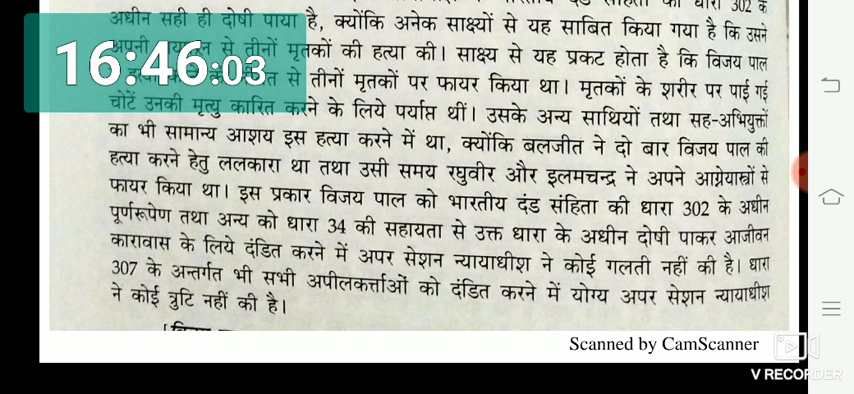 धारा 302 के
अधीन सही ही दोषी पाया है, क्योंकि अनेक साक्ष्यों से यह साबित किया गया है कि उसने
अपनी से तीनों मृतकों की हत्या की। साक्ष्य से यह प्रकट होता है कि विजय पाल
से तीनों मृतकों पर फायर किया था। मृतकों के शरीर पर पाई गई
चोटें उनकी मृत्यु कारित करने के लिये पर्याप्त थीं। उसके अन्य साथियों तथा सह-अभियुक्तों
का भी सामान्य आशय इस हत्या करने में था, क्योंकि बलजीत ने दो बार विजय पाल की
हत्या करने हेतु ललकारा था तथा उसी समय रघुवीर और इलमचन्द्र ने अपने आग्नेयास्त्रों से
फायर किया था। इस प्रकार विजय पाल को भारतीय दंड संहिता की धारा 302 के अधीन
पूर्णरूपेण तथा अन्य को धारा 34 की सहायता से उक्त धारा के अधीन दोषी पाकर आजीवन
कारावास के लिये दंडित करने में अपर सेशन न्यायाधीश ने कोई गलती नहीं की है। धारा
307 के अन्तर्गत भी सभी अपीलकर्त्ताओं को दंडित करने में योग्य अपर सेशन न्यायाधीश
ने कोई त्रुटि नहीं की है।
16:46:03
Scanned by CamScanner
V RECORDER